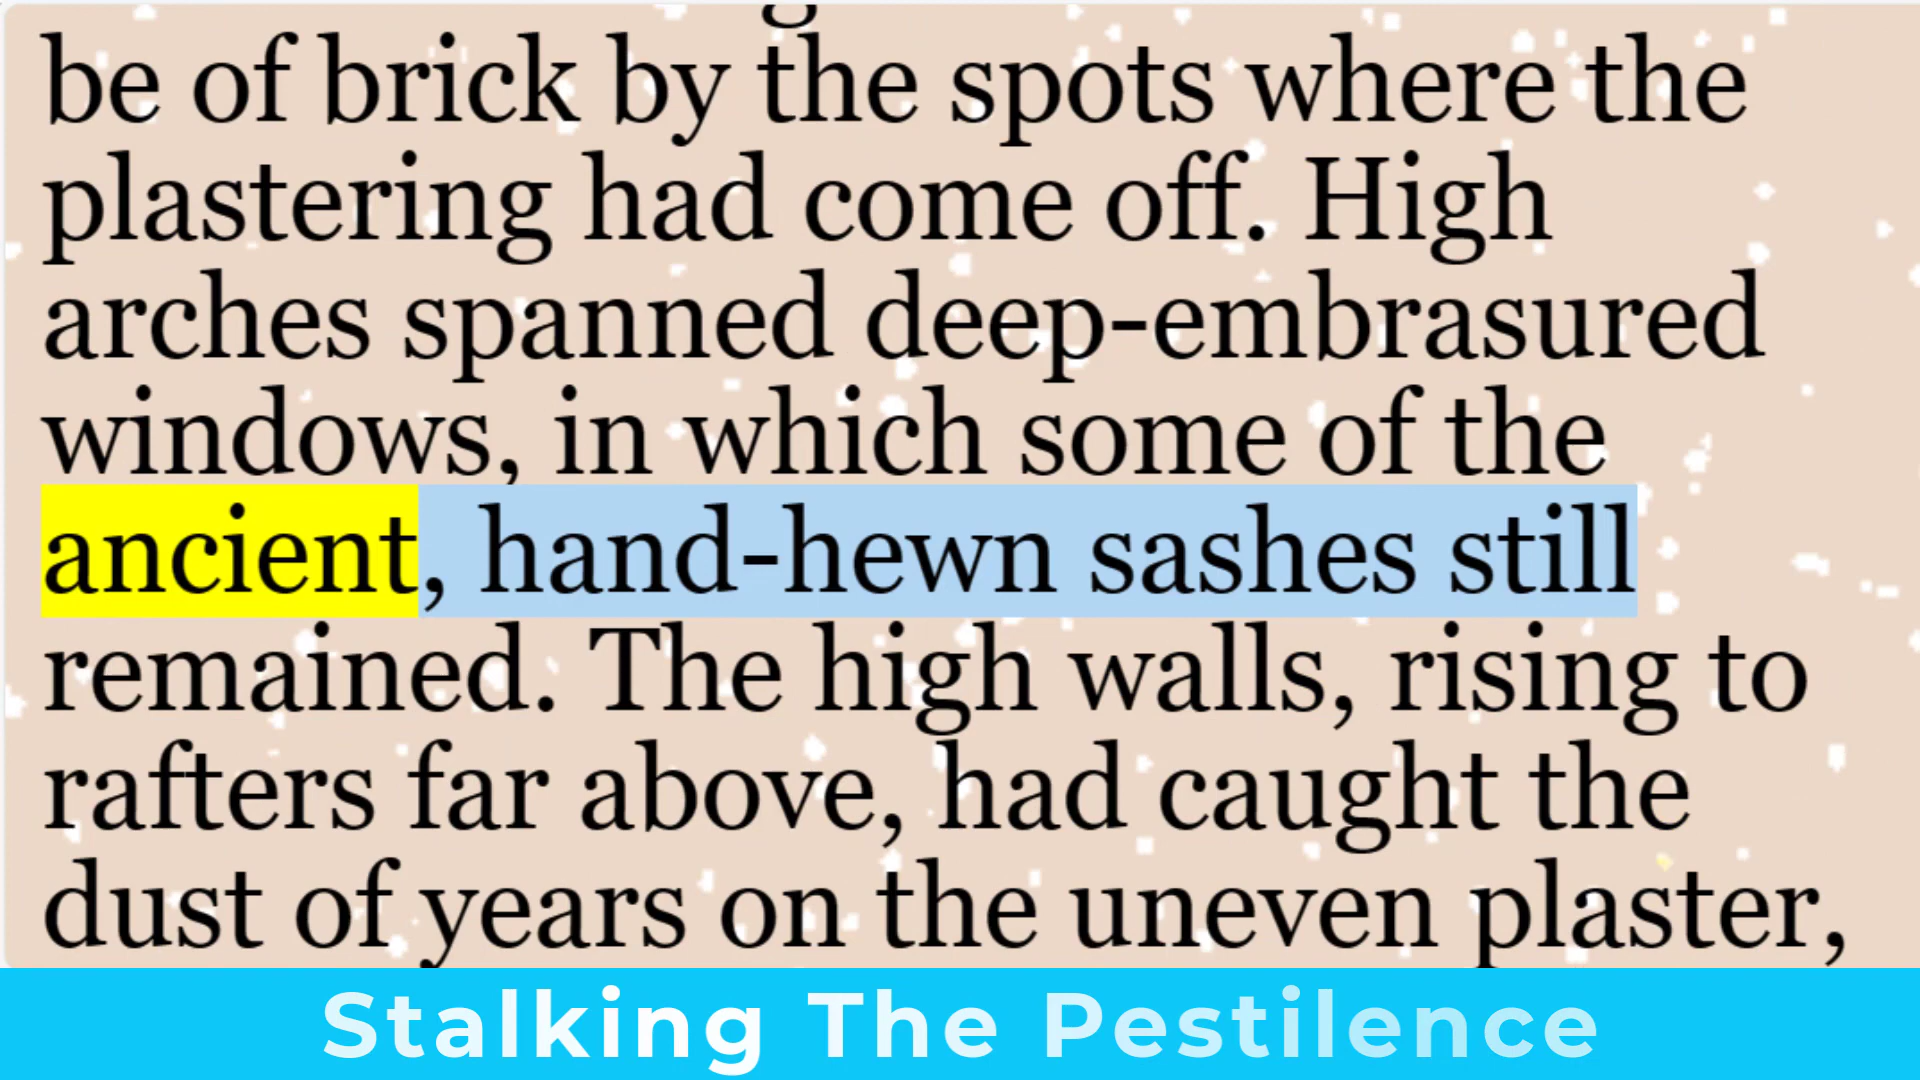 be of brick by the spots where the
plastering had come off. High
arches spanned deep-embrasured
windows, in which some of the
ancient, hand-hewn sashes still
remained. The high walls, rising to
rafters far above, had caught the
dust of years on the uneven plaster,
Stalking The Pestilence